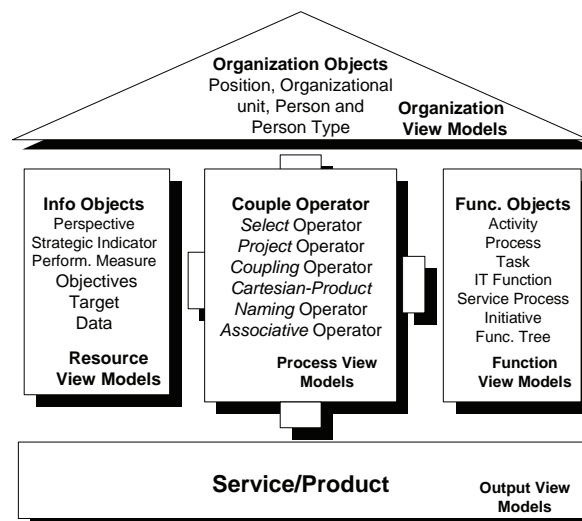 Organization Objects
Position, Organizational
unit, Person and
Person Type
Organization
View Models
Info Objects
Perspective
Strategic Indicator
Perform. Measure
Objectives
Target
Data
Resource
View Models
Couple Operator
Select Operator
Project Operator
Coupling Operator
Cartesian-Product
Naming Operator
Associative Operator
Process View
Models
Func. Objects
Activity
Process
Task
IT Function
Service Process
Initiative
Func. Tree
Function
View Models
Service/Product
Output View
Models